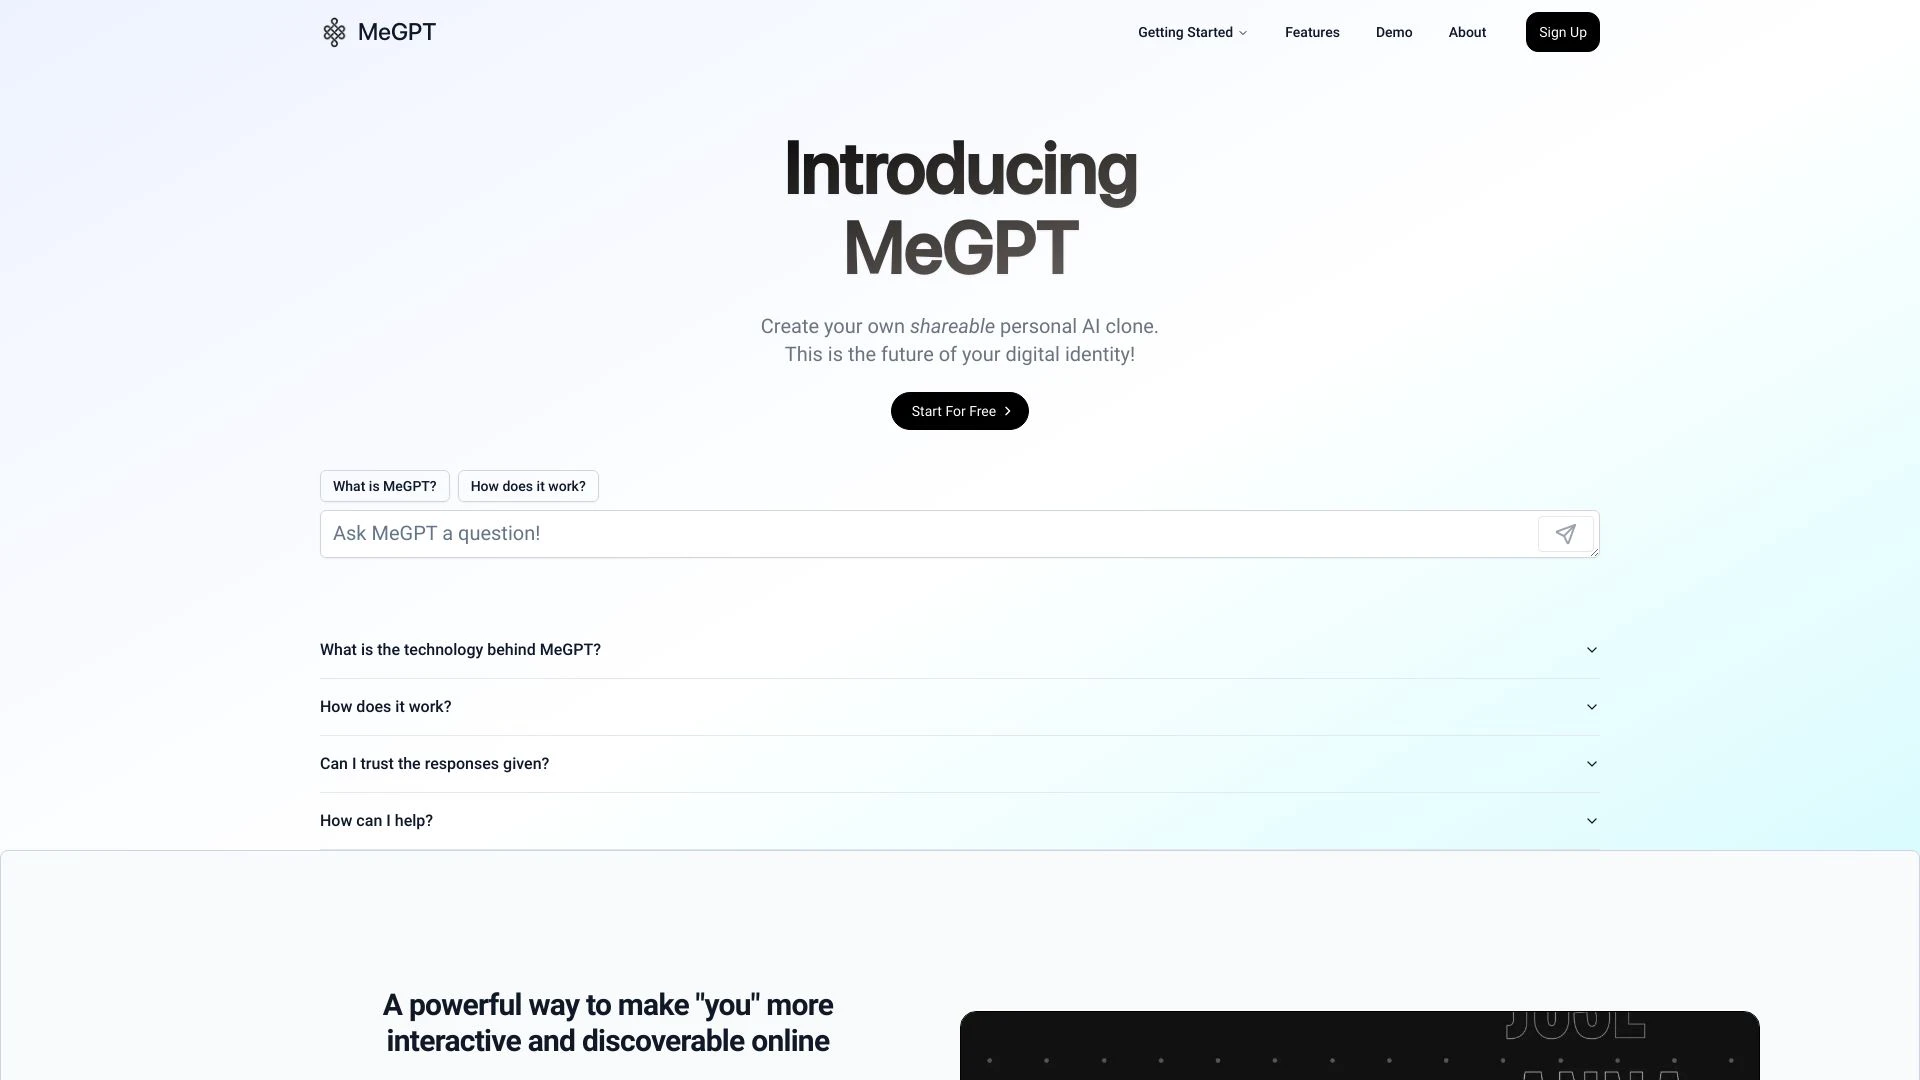 MeGPT
Getting Started
Features
Demo
About
Sign Up
Introducing
MeGPT
Create your own shareable personal AI clone.
This is the future of your digital identity!
Start For Free
What is MeGPT?
How does it work?
Ask MeGPT a question!
What is the technology behind MeGPT?
How does it work?
Can I trust the responses given?
How can I help?
A powerful way to make "you" more
interactive and discoverable online
JOSE
ANNA